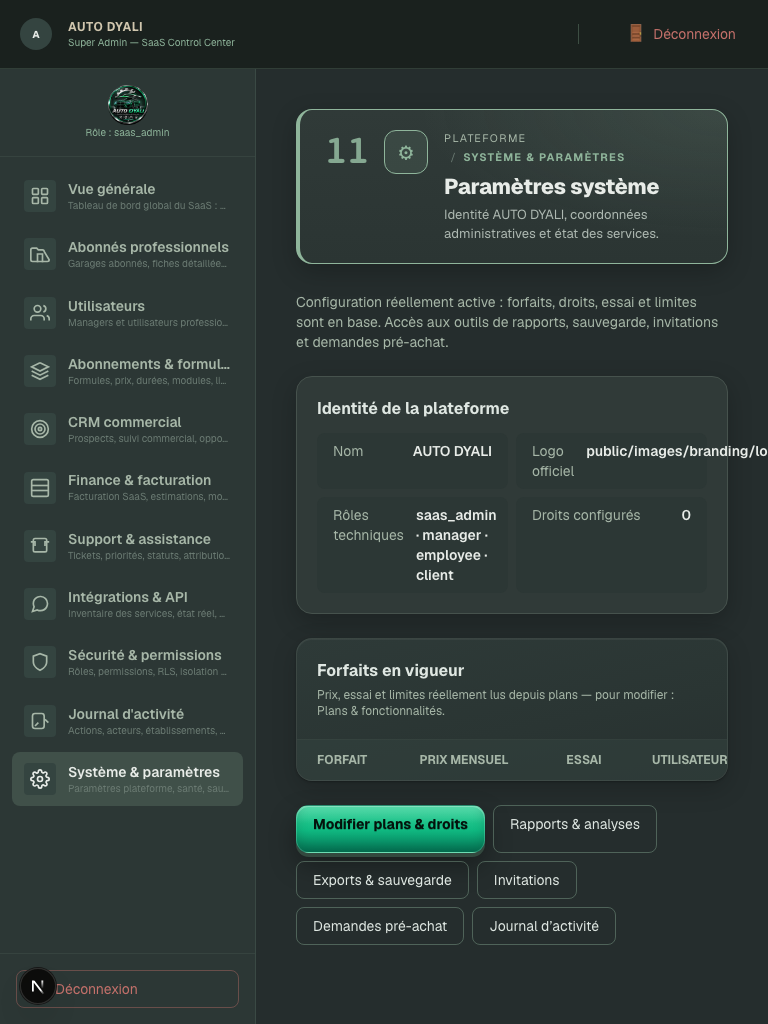 A
AUTO DYALI
Super Admin — SaaS Control Center
Déconnexion
AUTO DYALI
Rôle : saas_admin
Vue générale
Tableau de bord global du SaaS : ...
Abonnés professionnels
Garages abonnés, fiches détaillée...
Utilisateurs
Managers et utilisateurs professio...
Abonnements & formul...
Formules, prix, durées, modules, li...
CRM commercial
Prospects, suivi commercial, oppo...
Finance & facturation
Facturation SaaS, estimations, mo...
Support & assistance
Tickets, priorités, statuts, attributio...
Intégrations & API
Inventaire des services, état réel, ...
Sécurité & permissions
Rôles, permissions, RLS, isolation ...
Journal d'activité
Actions, acteurs, établissements, ...
Système & paramètres
Paramètres plateforme, santé, sau...
N
Déconnexion
11
PLATEFORME
/ SYSTÈME & PARAMÈTRES
Paramètres système
Identité AUTO DYALI, coordonnées
administratives et état des services.
Configuration réellement active : forfaits, droits, essai et limites
sont en base. Accès aux outils de rapports, sauvegarde, invitations
et demandes pré-achat.
Identité de la plateforme
Nom
AUTO DYALI
Logo
officiel
public/images/branding/lo
Rôles
techniques
saas_admin
· manager ·
employee ·
client
Droits configurés
0
Forfaits en vigueur
Prix, essai et limites réellement lus depuis plans — pour modifier :
Plans & fonctionnalités.
FORFAIT PRIX MENSUEL ESSAI UTILISATEUR
Modifier plans & droits
Rapports & analyses
Exports & sauvegarde
Invitations
Demandes pré-achat
Journal d'activité